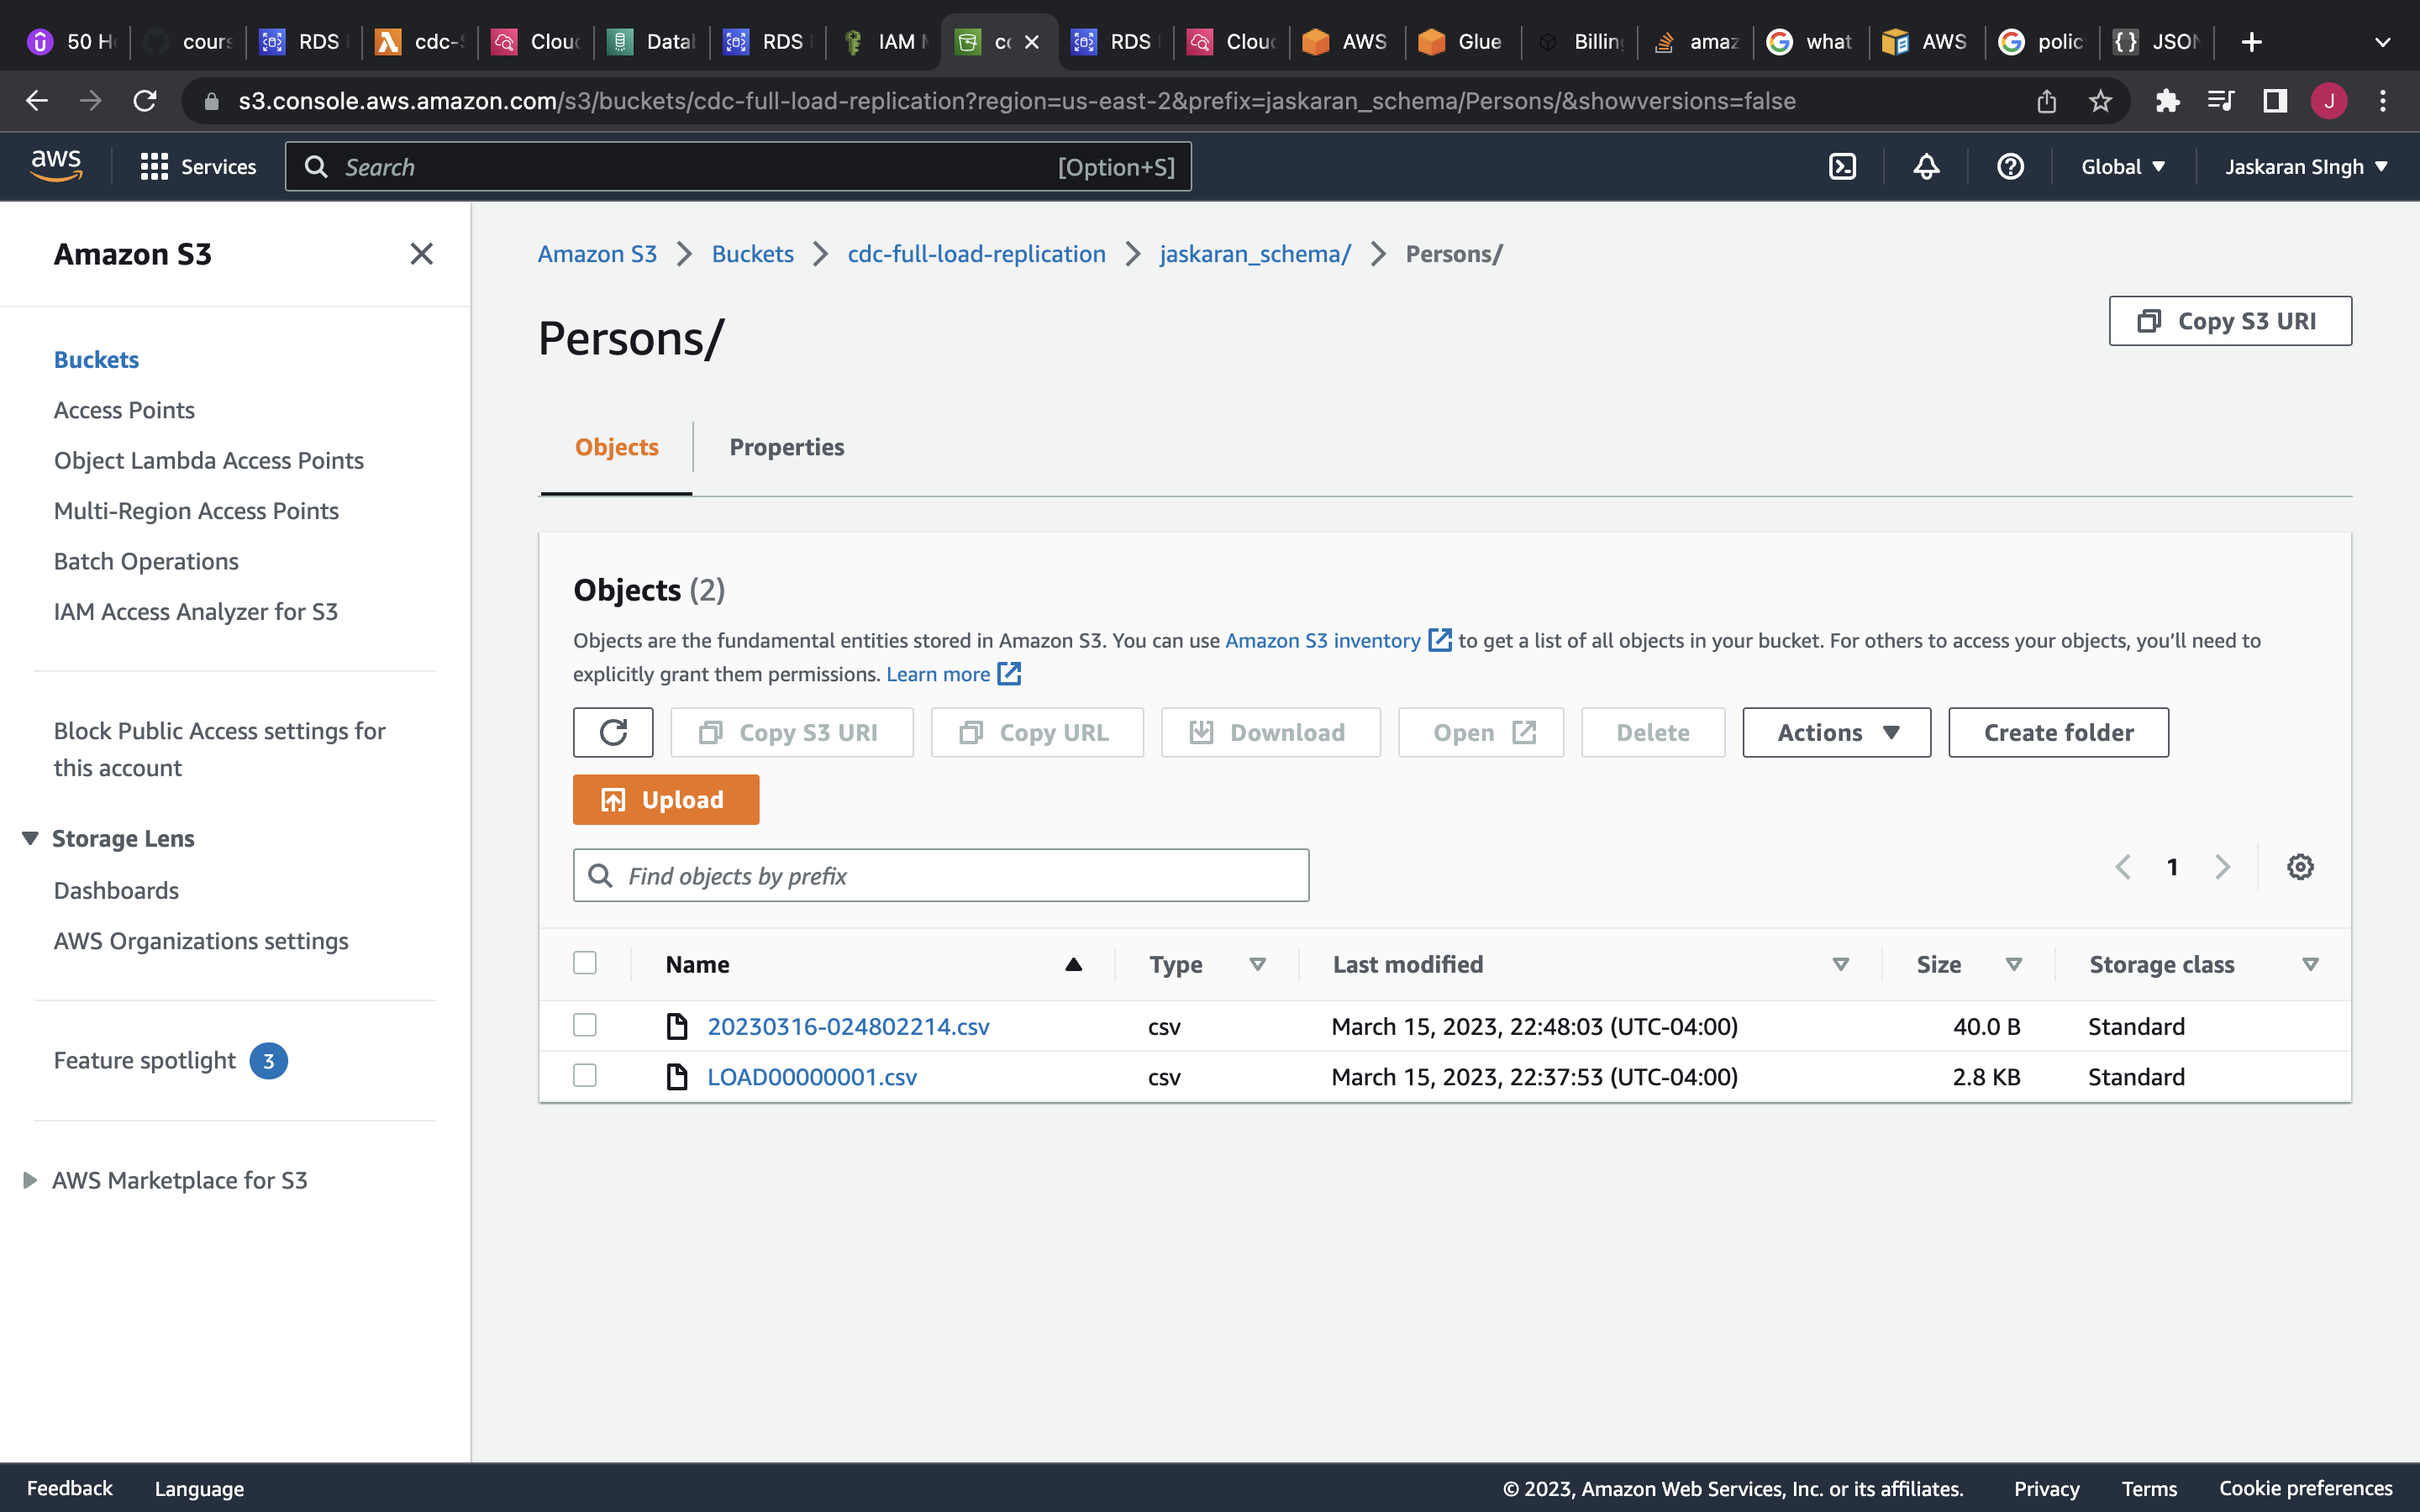 50 H
cours
RDS
cdc-
Clou
Datal
RDS
IAM M
RDS
Clou
AWS
Glue
Billin
amaz
what
AWS
polic
JSON
s3.console.aws.amazon.com/s3/buckets/cdc-full-load-replication?region=us-east-2&prefix=jaskaran_schema/Persons/&showversions=false
J
aws
Services
Search
[Option+S]
Global
Jaskaran SIngh
Amazon S3
Buckets
Access Points
Object Lambda Access Points
Multi-Region Access Points
Batch Operations
IAM Access Analyzer for S3
Block Public Access settings for
this account
Storage Lens
Dashboards
AWS Organizations settings
Feature spotlight 3
AWS Marketplace for S3
Amazon S3 > Buckets > cdc-full-load-replication > jaskaran_schema/ > Persons/
Persons/
Copy S3 URI
Objects
Properties
Objects (2)
Objects are the fundamental entities stored in Amazon S3. You can use Amazon S3 inventory to get a list of all objects in your bucket. For others to access your objects, you'll need to
explicitly grant them permissions. Learn more
Copy S3 URI
Copy URL
Download
Open
Delete
Actions
Create folder
Upload
Find objects by prefix
1
Name Type Last modified Size Storage class
20230316-024802214.csv csv March 15, 2023, 22:48:03 (UTC-04:00) 40.0 B Standard
LOAD00000001.csv csv March 15, 2023, 22:37:53 (UTC-04:00) 2.8 KB Standard
Feedback
Language
© 2023, Amazon Web Services, Inc. or its affiliates.
Privacy
Terms
Cookie preferences